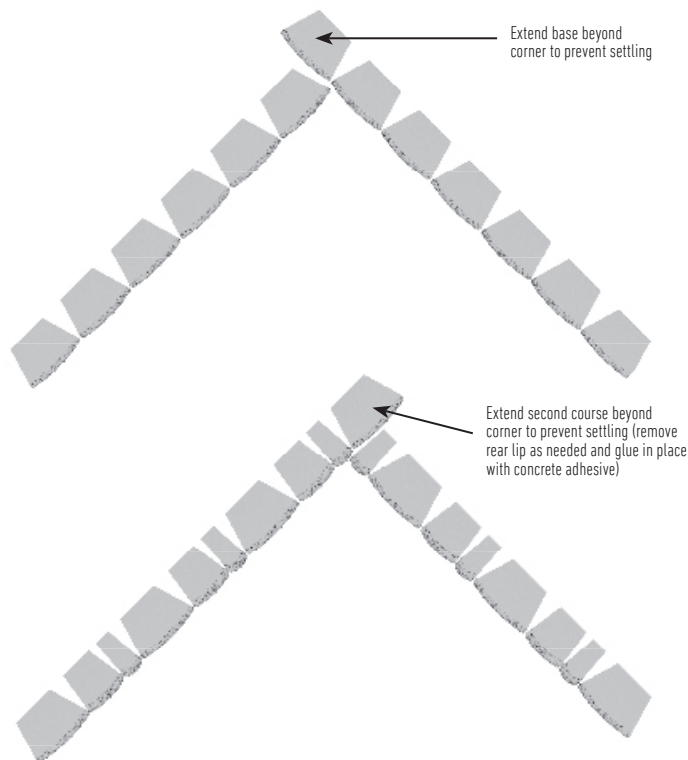 Extend base beyond
corner to prevent settling
Extend second course beyond
corner to prevent settling (remove
rear lip as needed and glue in place
with concrete adhesive)